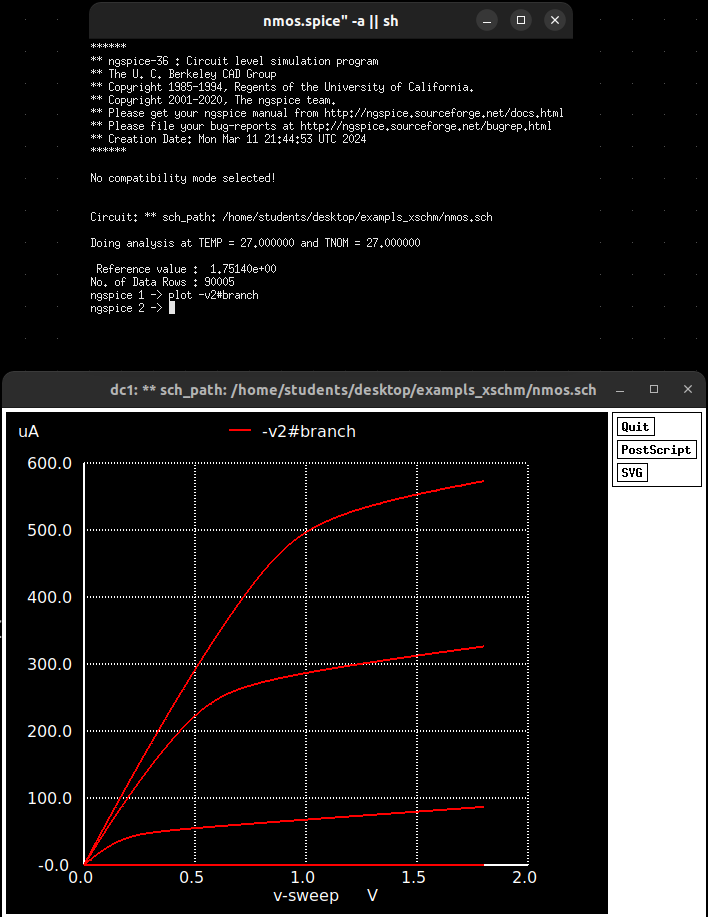 nmos.spice" -a || sh
******
** ngspice-36 : Circuit level simulation program
** The U. C. Berkeley CAD Group
** Copyright 1985-1994, Regents of the University of California.
** Copyright 2001-2020, The ngspice team.
** Please get your ngspice manual from http://ngspice.sourceforge.net/docs.html
** Please file your bug-reports at http://ngspice.sourceforge.net/bugrep.html
** Creation Date: Mon Mar 11 21:44:53 UTC 2024
******
No compatibility mode selected!
Circuit: ** sch_path: /home/students/desktop/exampls_xschm/nmos.sch
Doing analysis at TEMP = 27.000000 and TNOM = 27.000000
Reference value :  1.75140e+00
No. of Data Rows : 90005
ngspice 1 -> plot -v2#branch
ngspice 2 ->
dc1: ** sch_path: /home/students/desktop/exampls_xschm/nmos.sch
uA
-v2#branch
Quit
PostScript
SVG
600.0
500.0
400.0
300.0
200.0
100.0
-0.0
0.0 0.5 1.0 1.5 2.0
v-sweep V